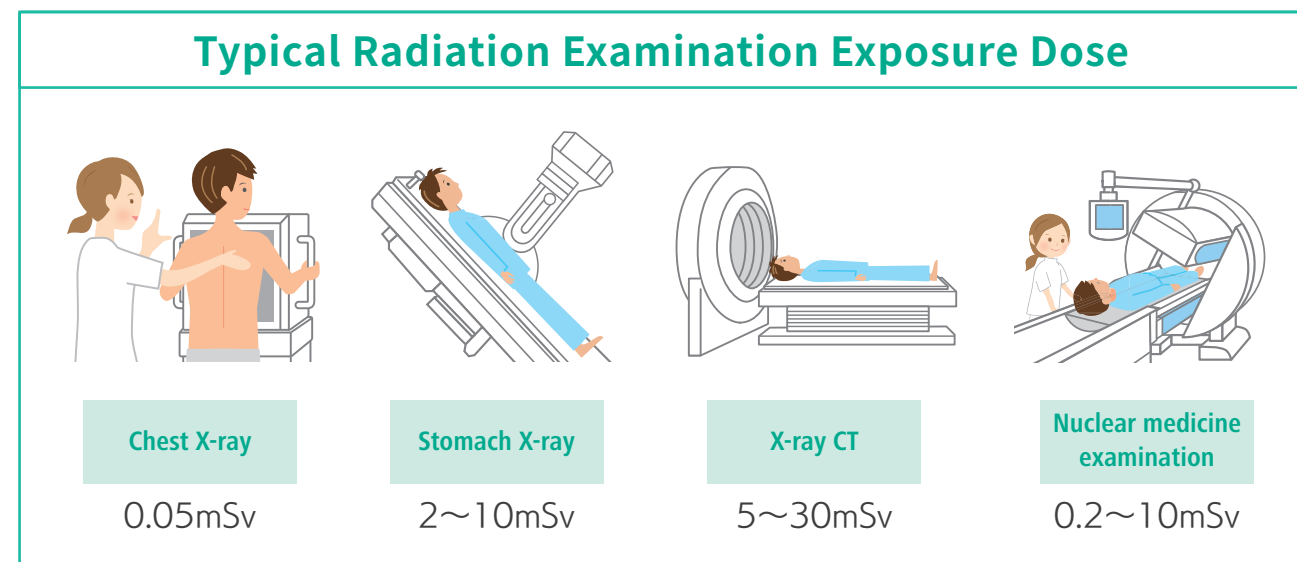 Typical Radiation Examination Exposure Dose
Chest X-ray
0.05mSv
Stomach X-ray
2〜10mSv
X-ray CT
5〜30mSv
Nuclear medicine
examination
0.2〜10mSv